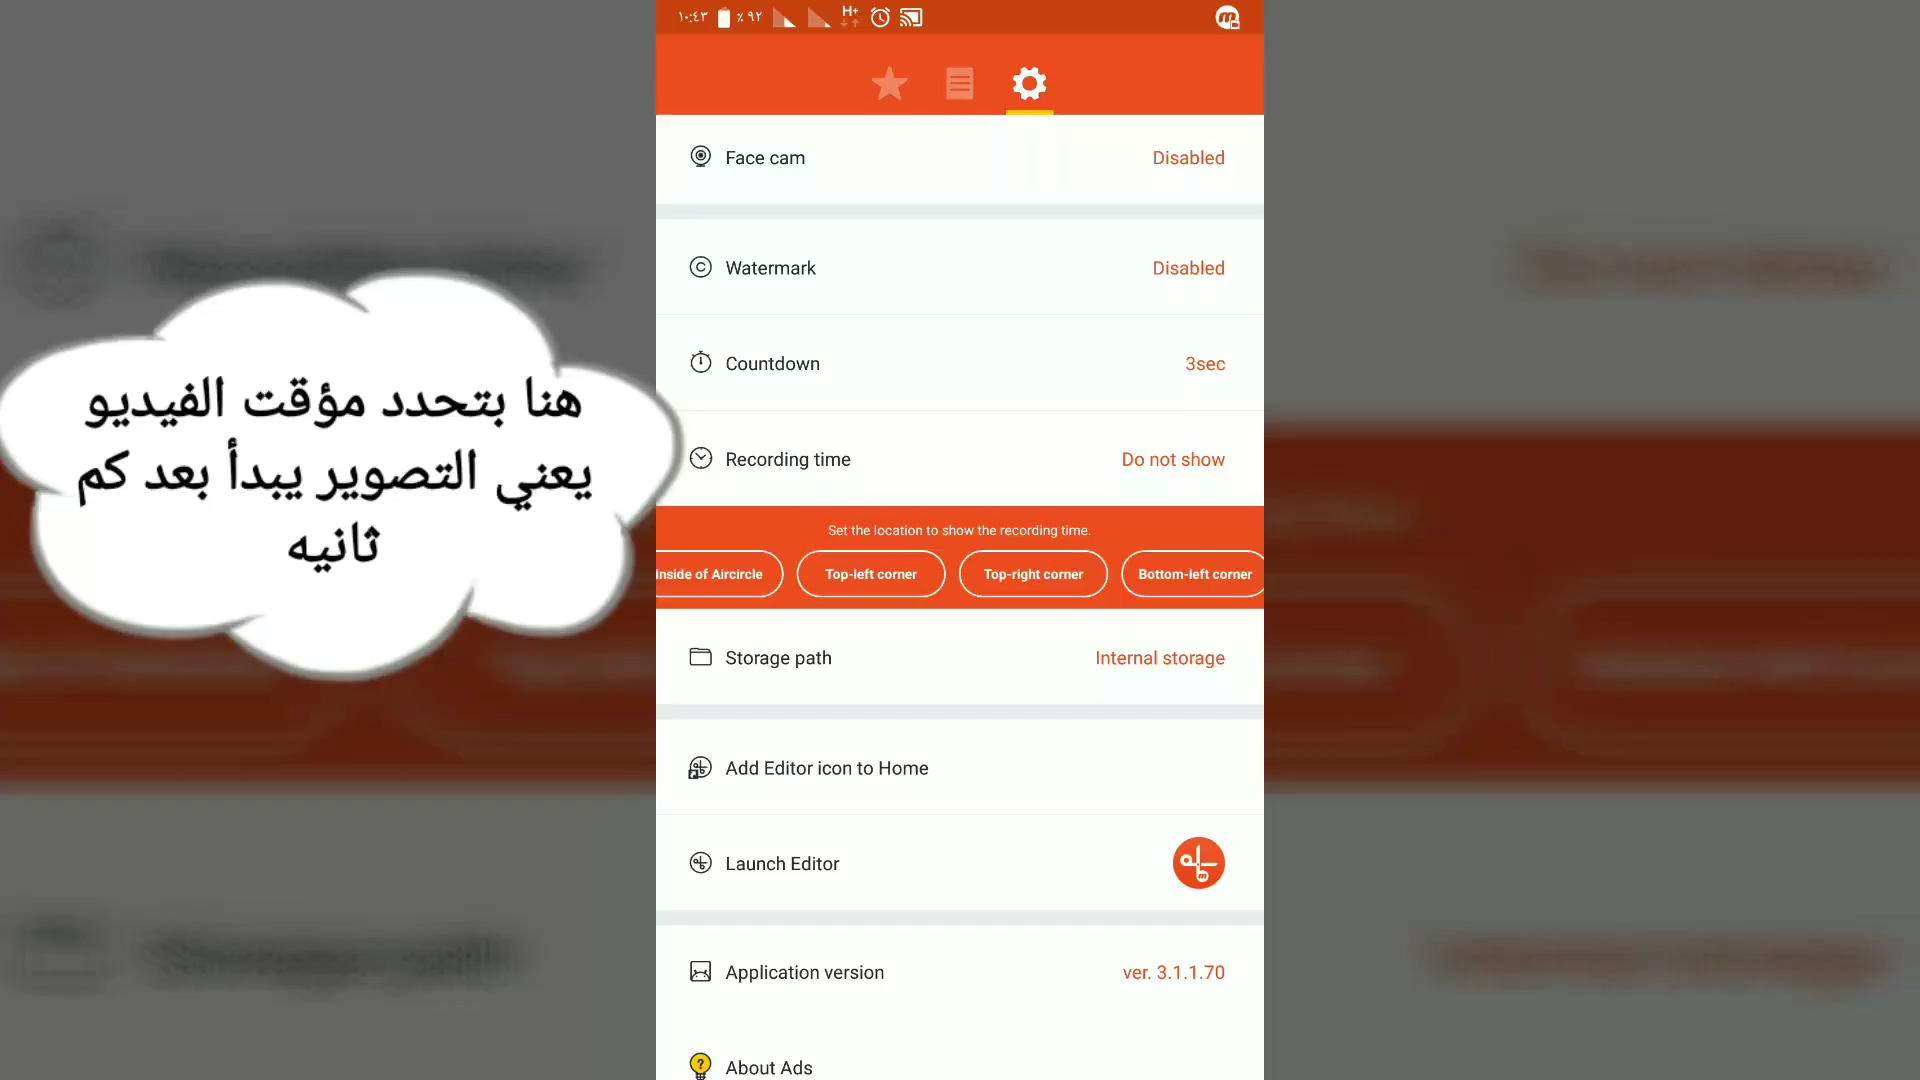 ١٠:٤٣ ٪ ٩٢ H+
Face cam Disabled
Watermark Disabled
Countdown 3sec
هنا بتحدد مؤقت الفيديو
يعني التصوير يبدأ بعد كم
ثانيه
Recording time Do not show
Set the location to show the recording time.
Inside of Aircircle Top-left corner Top-right corner Bottom-left corner
Storage path Internal storage
Add Editor icon to Home
Launch Editor
Application version ver. 3.1.1.70
About Ads